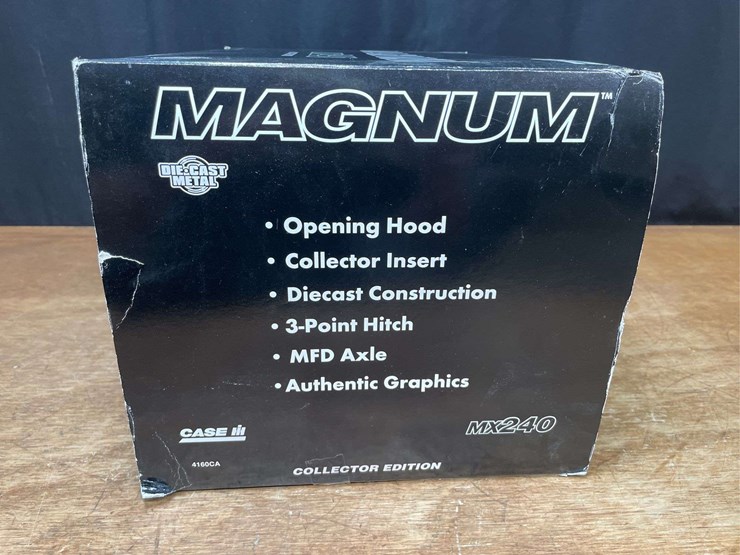 MAGNUM™
DIE-CAST
METAL
• Opening Hood
• Collector Insert
• Diecast Construction
• 3-Point Hitch
• MFD Axle
• Authentic Graphics
CASE IH
MX240
4160CA
COLLECTOR EDITION